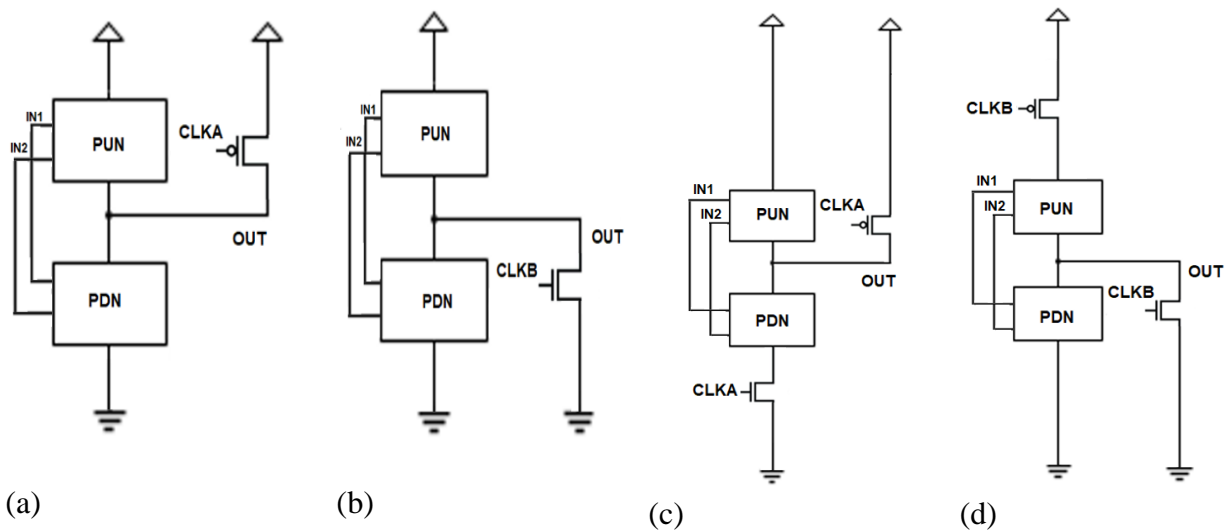 IN1
IN2
PUN
CLKA
OUT
PDN
(a)
IN1
IN2
PUN
OUT
CLKB
PDN
(b)
IN1
IN2
PUN
CLKA
OUT
PDN
CLKA
(c)
CLKB
IN1
IN2
PUN
OUT
CLKB
PDN
(d)